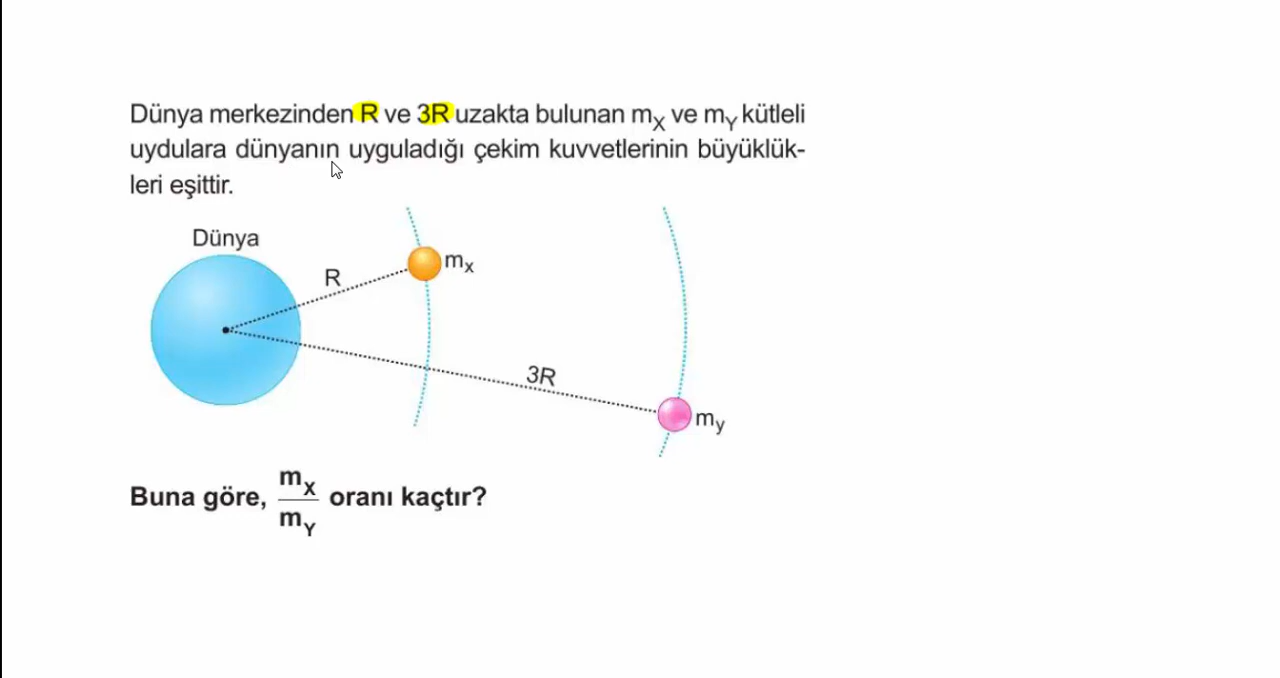 Dünya merkezinden R ve 3R uzakta bulunan mX ve mY kütleli
uydulara dünyanın uyguladığı çekim kuvvetlerinin büyüklük-
leri eşittir.
Dünya
R
mx
3R
my
Buna göre, mX/mY oranı kaçtır?